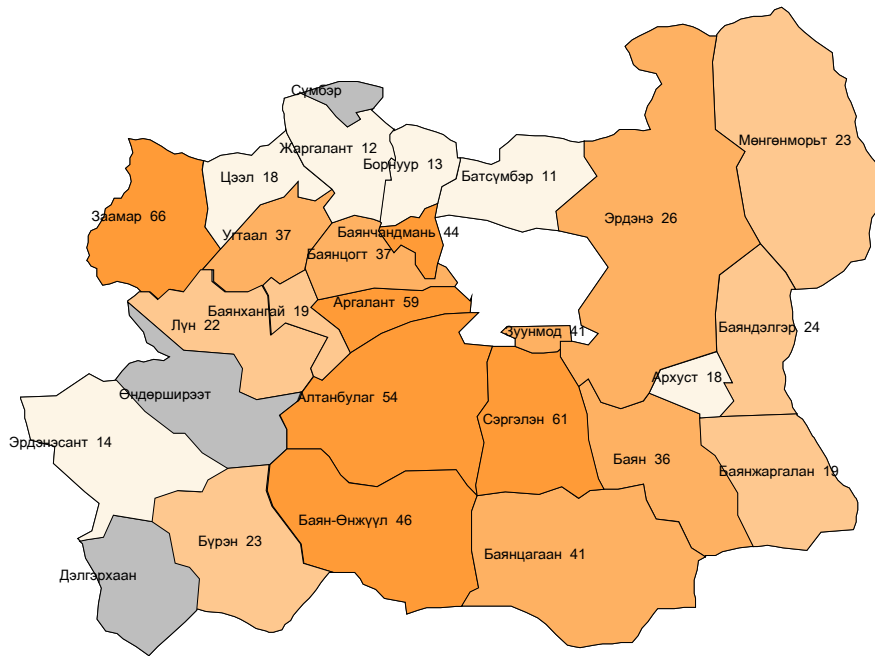 Сүмбэр
Мөнгөнморьт 23
Жаргалант 12
Борнуур 13
Цээл 18
Батсүмбэр 11
Заамар 66
Эрдэнэ 26
Угтаал 37
Баянчандмань 44
Баянцогт 37
Аргалант 59
Баянхангай 19
Лүн 22
Зуунмод 41
Баяндэлгэр 24
Архуст 18
Өндөрширээт
Алтанбулаг 54
Сэргэлэн 61
Эрдэнэсант 14
Баян 36
Баянжаргалан 19
Баян-Өнжүүл 46
Бүрэн 23
Баянцагаан 41
Дэлгэрхаан